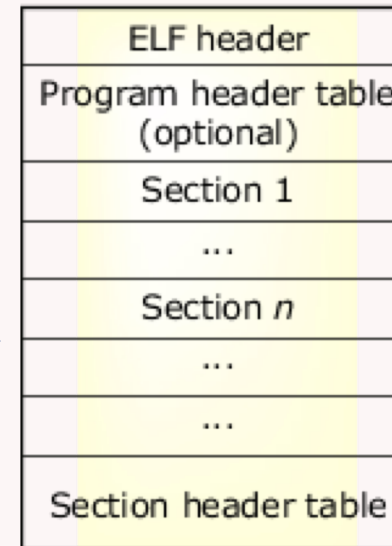 ELF header
Program header table
(optional)
Section 1
...
Section n
...
...
Section header table